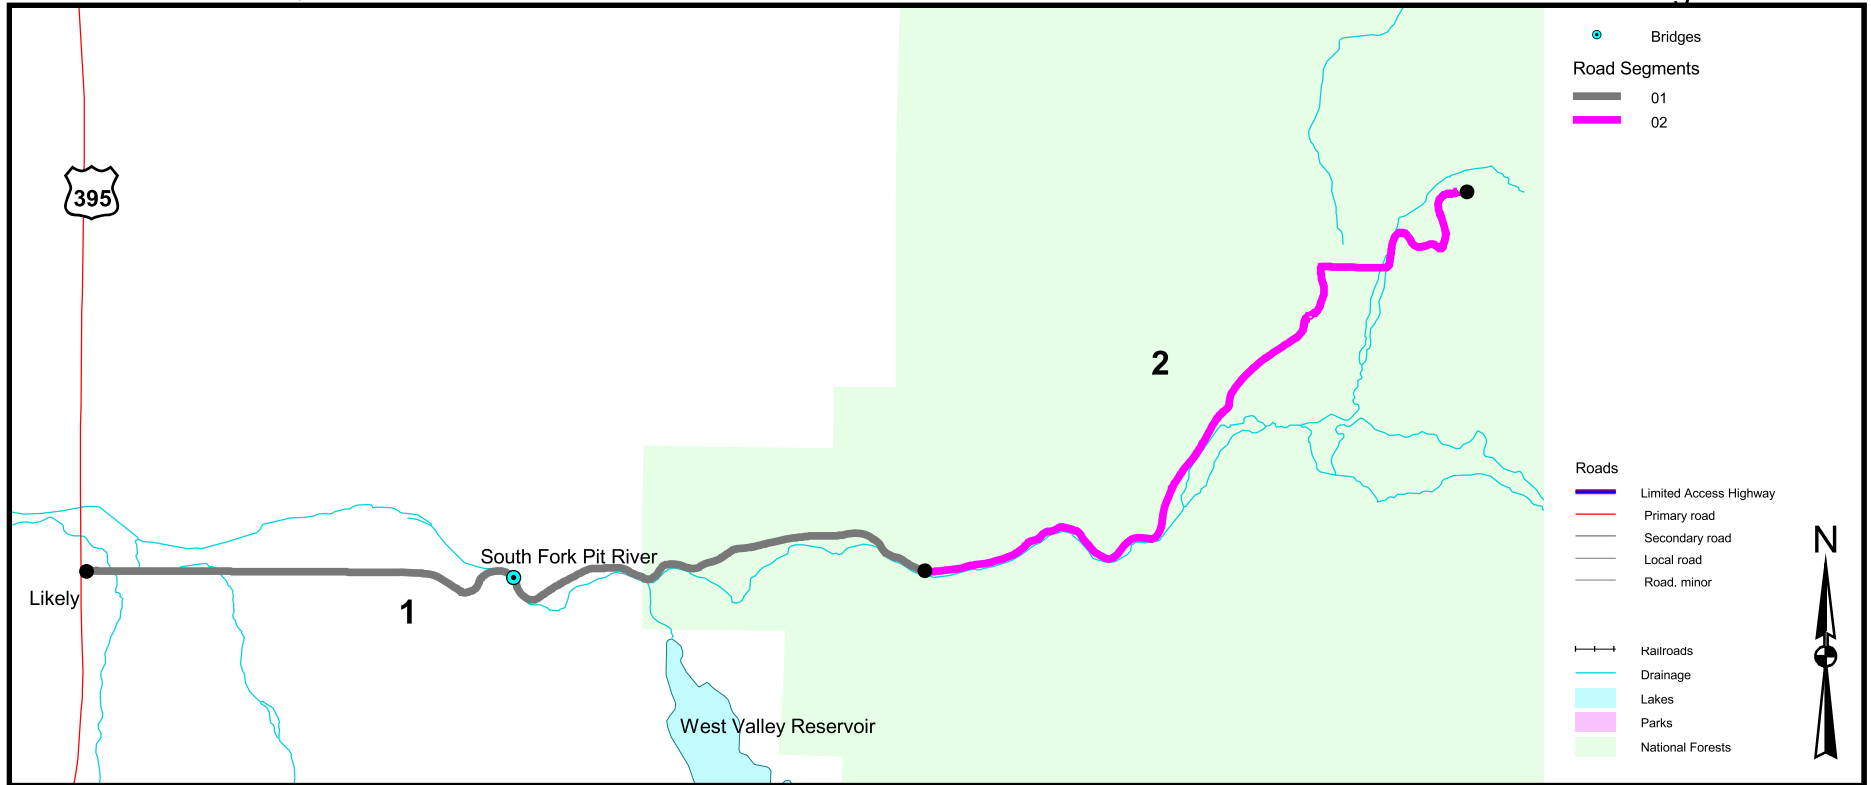 Bridges
Road Segments
01
02
395
2
South Fork Pit River
Likely
1
West Valley Reservoir
Roads
Limited Access Highway
Primary road
Secondary road
Local road
Road, minor
Railroads
Drainage
Lakes
Parks
National Forests
N